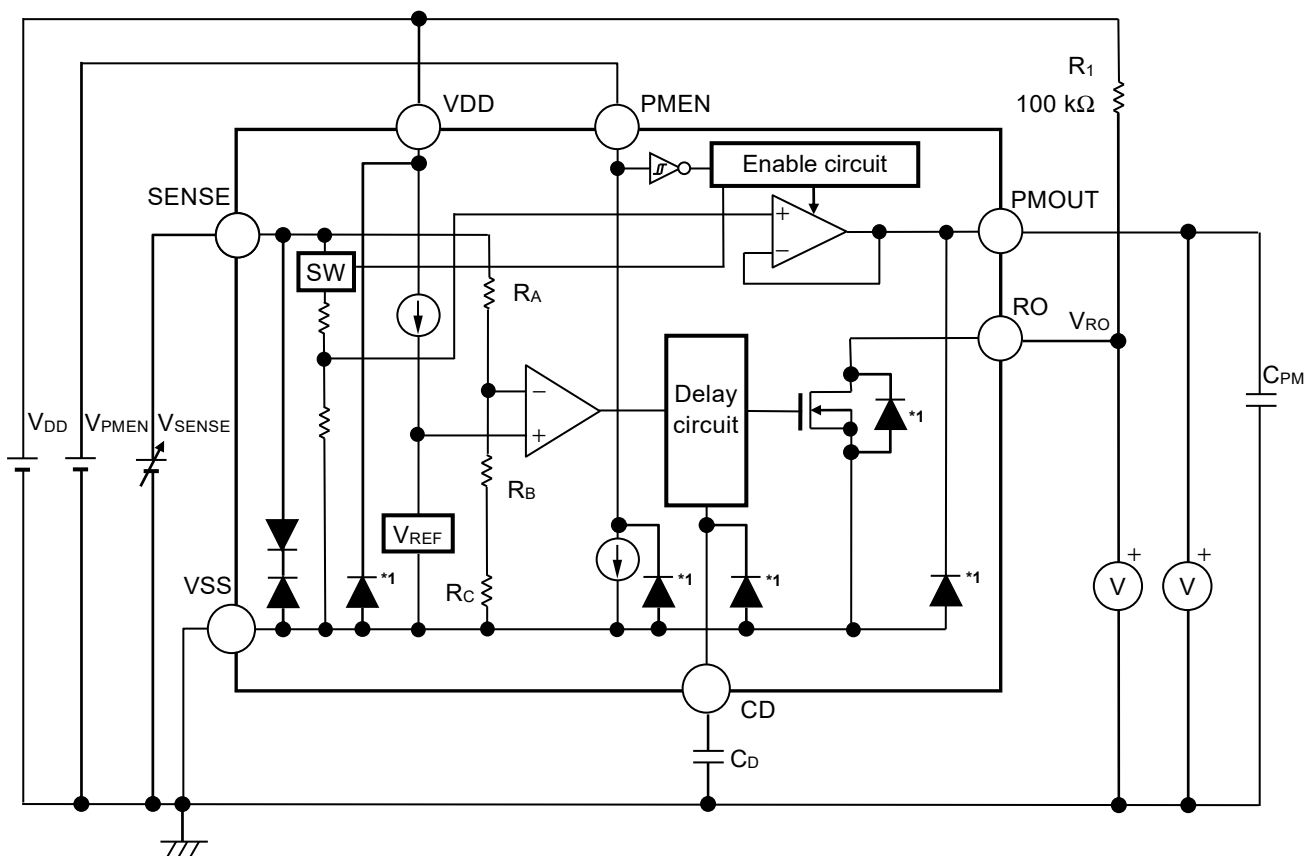 R1
100 kΩ
VDD
PMEN
Enable circuit
SENSE
PMOUT
+
−
SW
RA
RO
VRO
Delay
circuit
CPM
−
+
*1
VDD
VPMEN
VSENSE
RB
VREF
+
+
VSS
*1
RC
*1
*1
*1
V
V
CD
CD